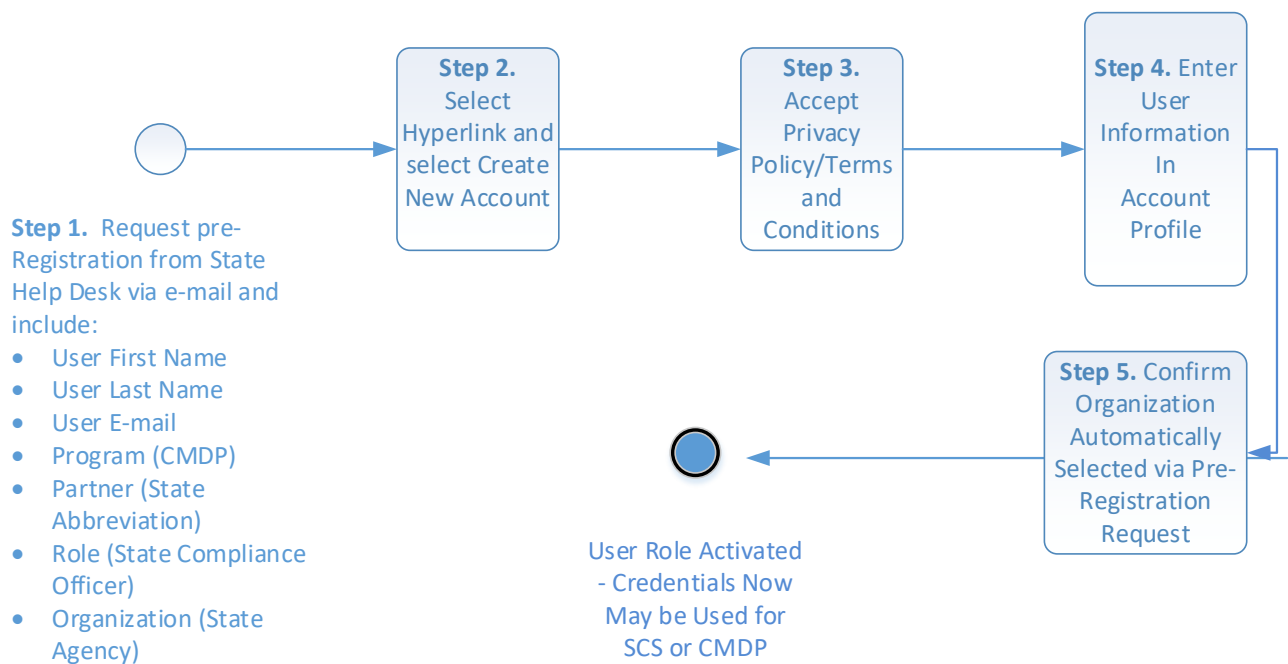 Step 2.
Select
Hyperlink and
select Create
New Account
Step 3.
Accept
Privacy
Policy/Terms
and
Conditions
Step 4. Enter
User
Information
In
Account
Profile
Step 1.  Request pre-
Registration from State
Help Desk via e-mail and
include:
• User First Name
• User Last Name
• User E-mail
• Program (CMDP)
• Partner (State
Abbreviation)
• Role (State Compliance
Officer)
• Organization (State
Agency)
Step 5. Confirm
Organization
Automatically
Selected via Pre-
Registration
Request
User Role Activated
- Credentials Now
May be Used for
SCS or CMDP